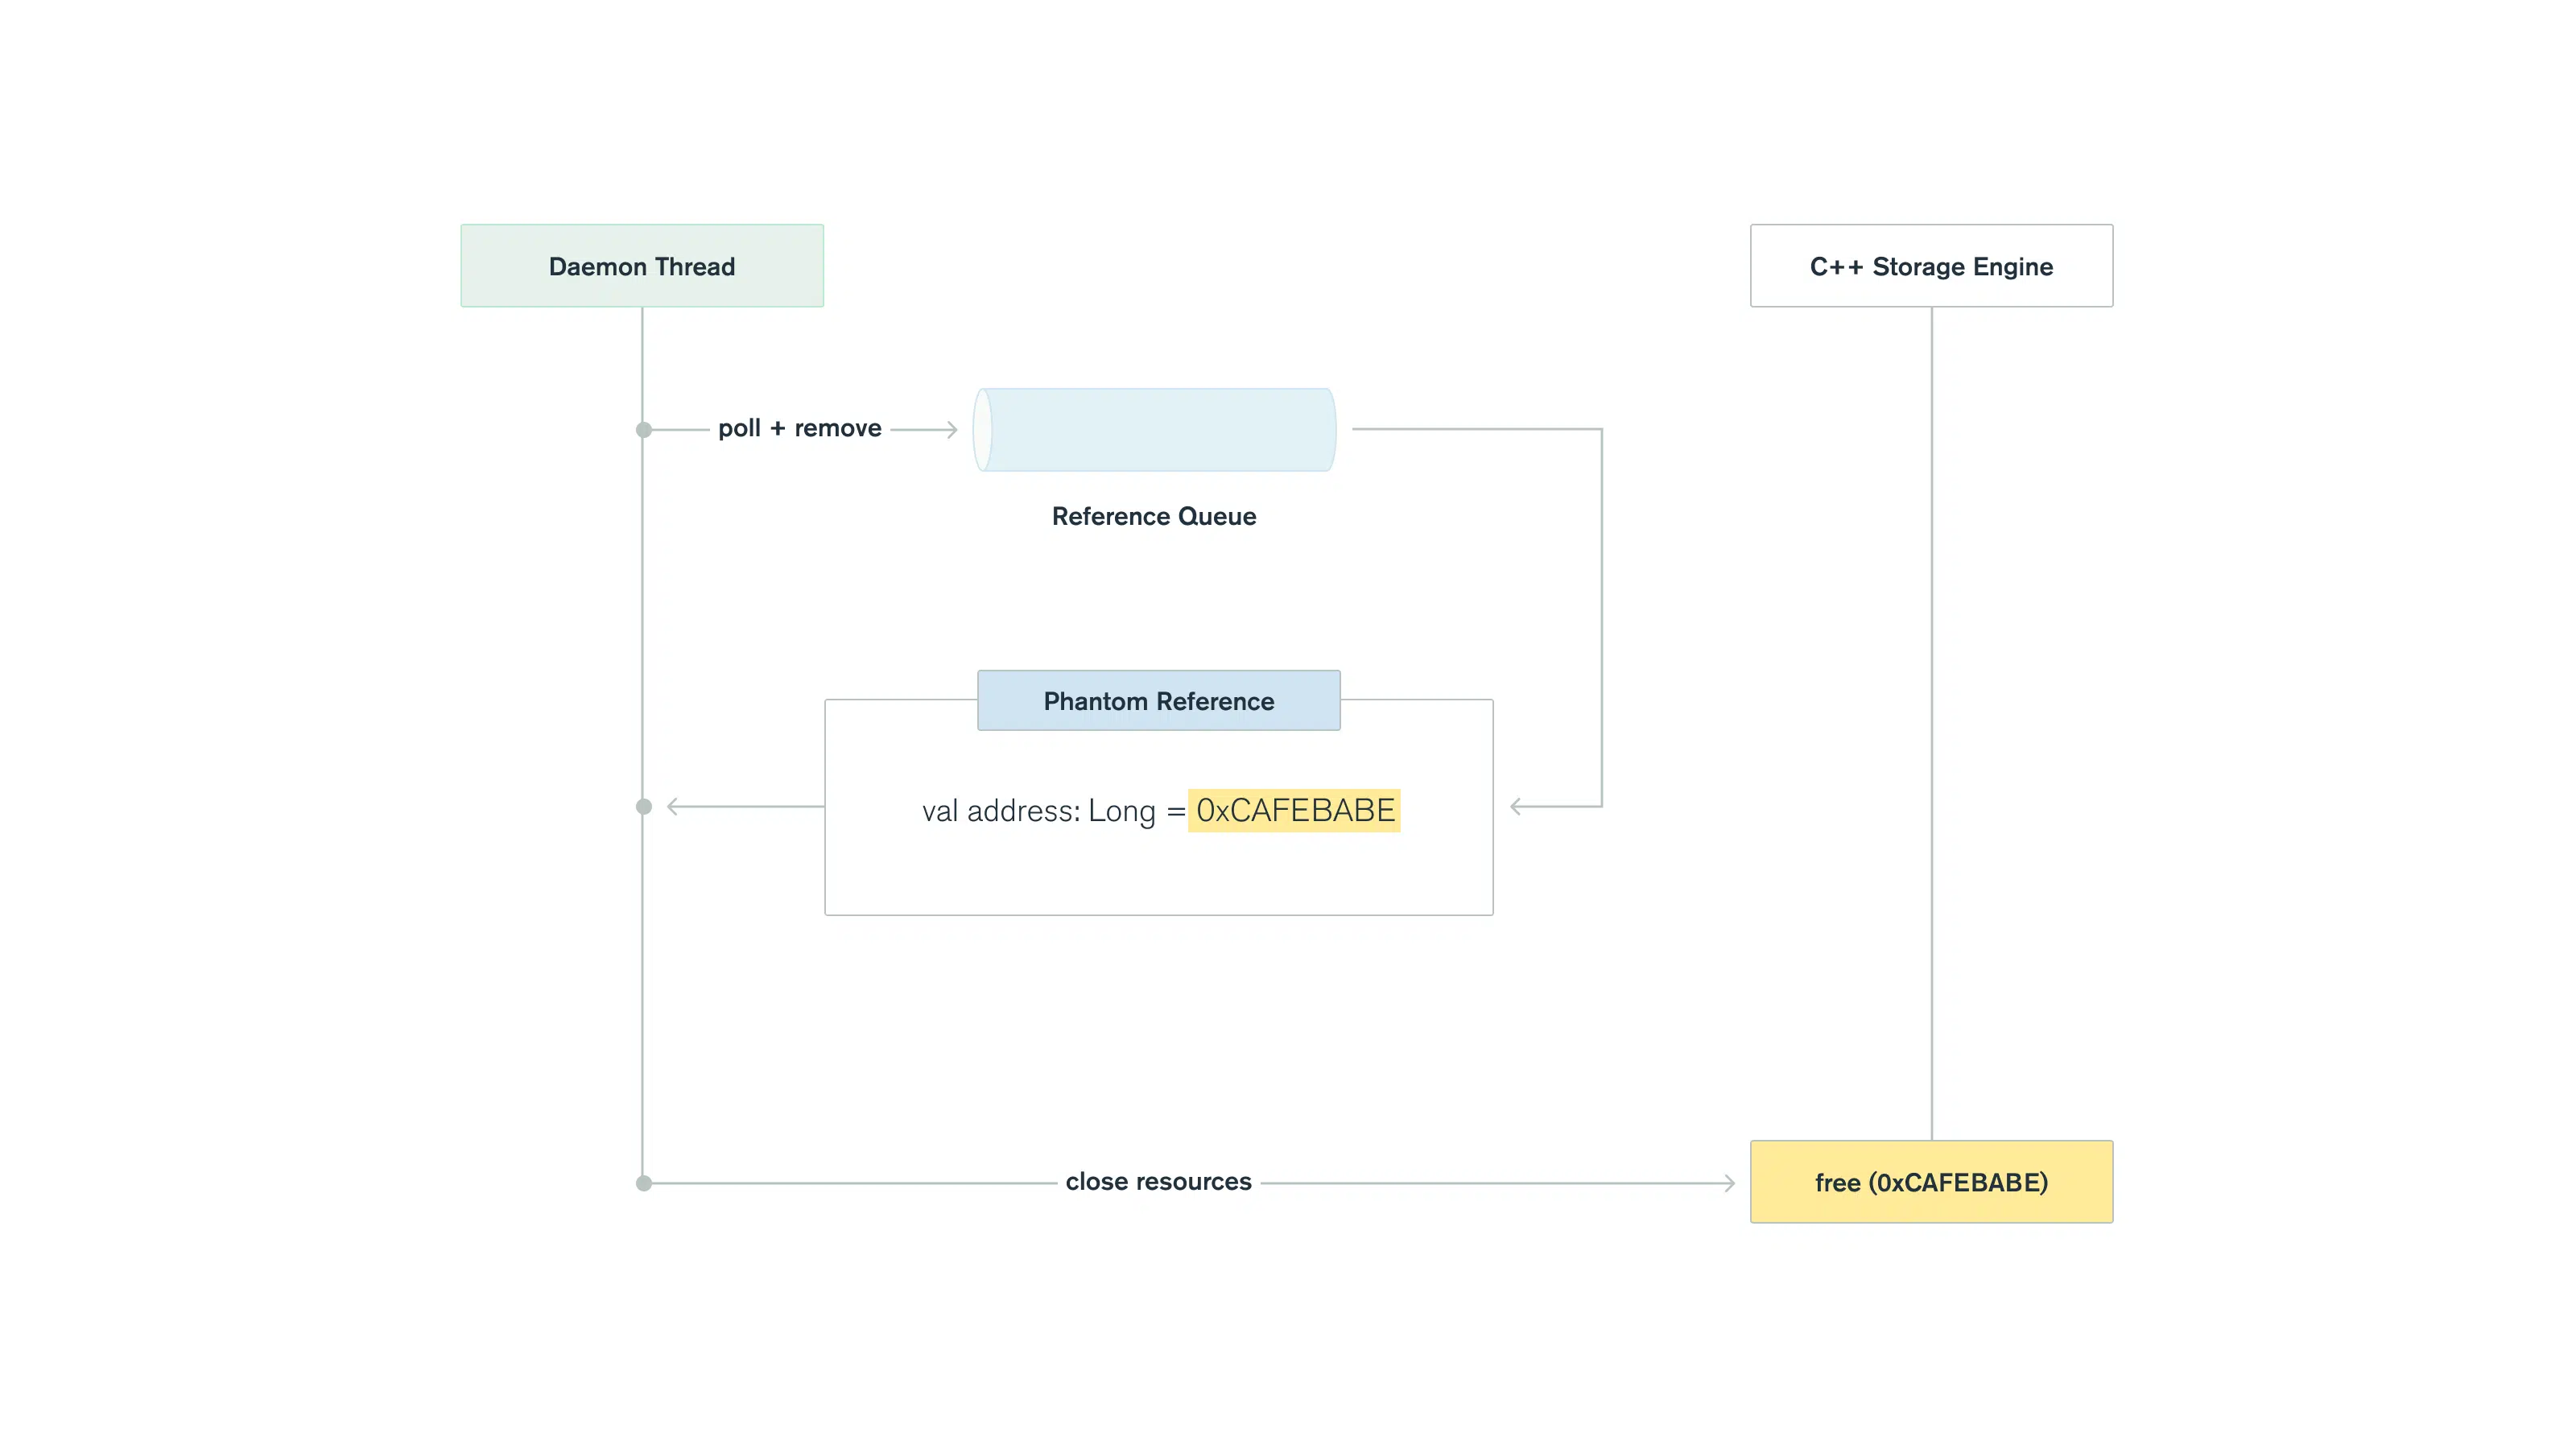 Daemon Thread
C++ Storage Engine
poll + remove
Reference Queue
Phantom Reference
val address: Long = 0xCAFEBABE
close resources
free (0xCAFEBABE)